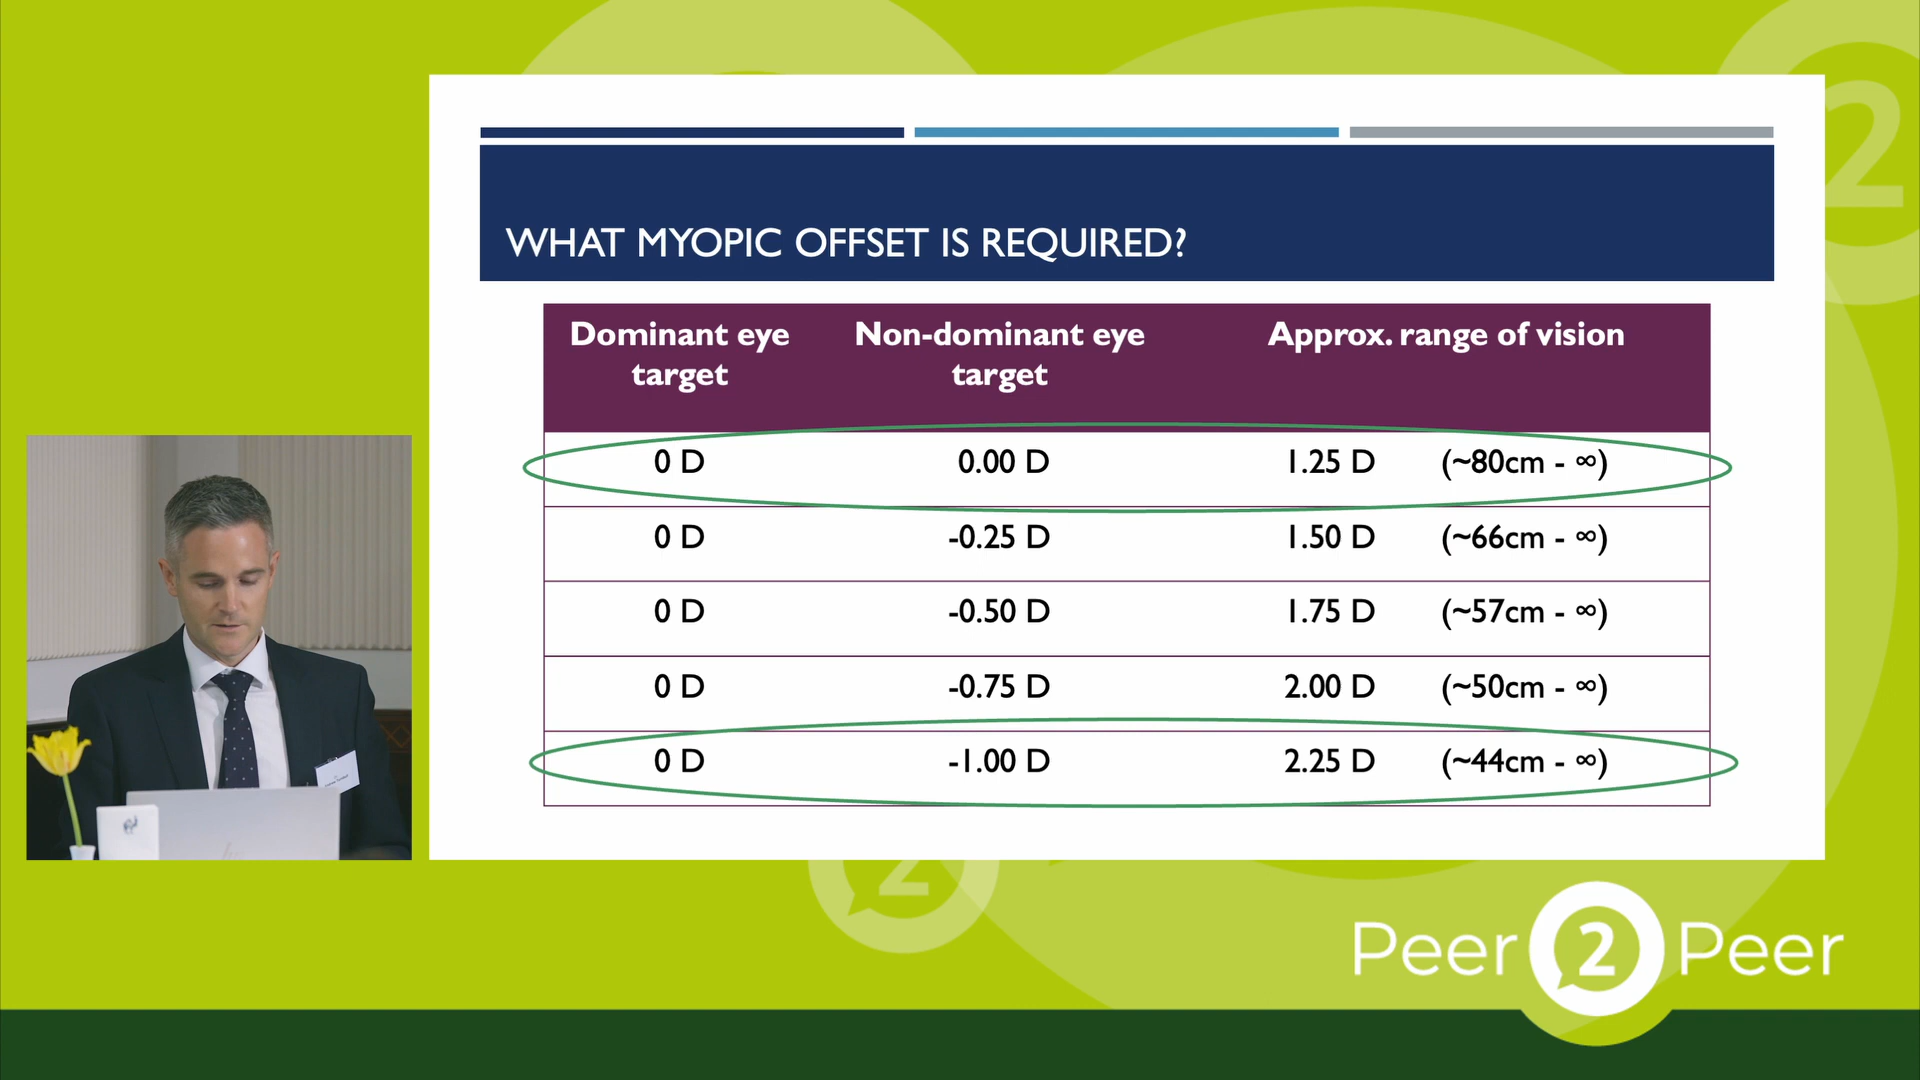 WHAT MYOPIC OFFSET IS REQUIRED?
Dominant eye target
Non-dominant eye target
Approx. range of vision
0 D 0.00 D 1.25 D (~80cm - ∞)
0 D -0.25 D 1.50 D (~66cm - ∞)
0 D -0.50 D 1.75 D (~57cm - ∞)
0 D -0.75 D 2.00 D (~50cm - ∞)
0 D -1.00 D 2.25 D (~44cm - ∞)
Peer 2 Peer
2
2